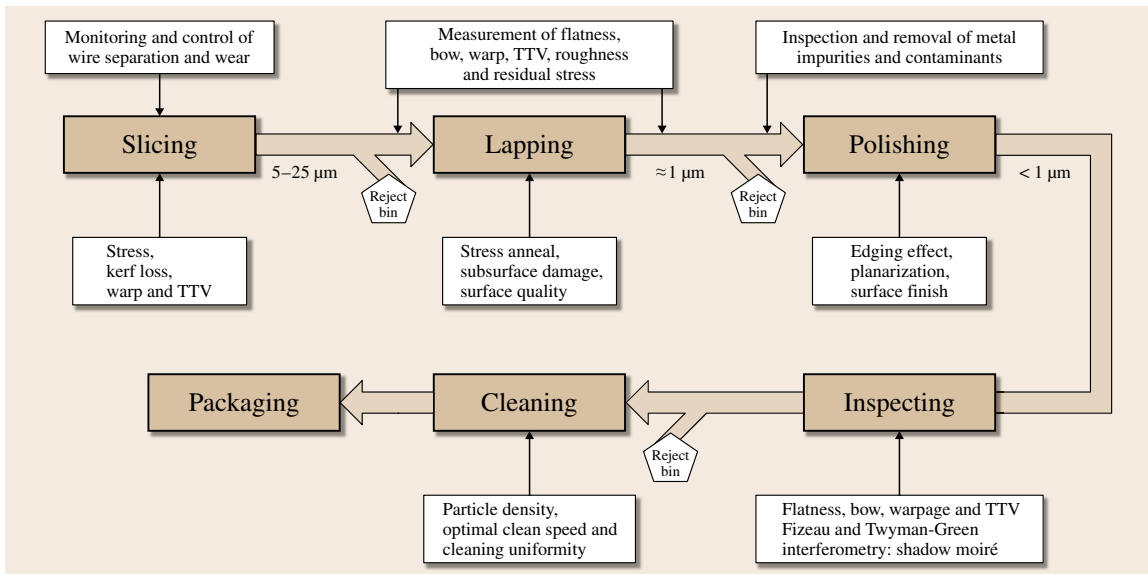 Monitoring and control of
wire separation and wear
Measurement of flatness,
bow, warp, TTV, roughness
and residual stress
Inspection and removal of metal
impurities and contaminants
Slicing
Lapping
Polishing
5–25 μm
≈1 μm
< 1 μm
Reject
bin
Reject
bin
Stress,
kerf loss,
warp and TTV
Stress anneal,
subsurface damage,
surface quality
Edging effect,
planarization,
surface finish
Packaging
Cleaning
Inspecting
Reject
bin
Particle density,
optimal clean speed and
cleaning uniformity
Flatness, bow, warpage and TTV
Fizeau and Twyman-Green
interferometry: shadow moiré